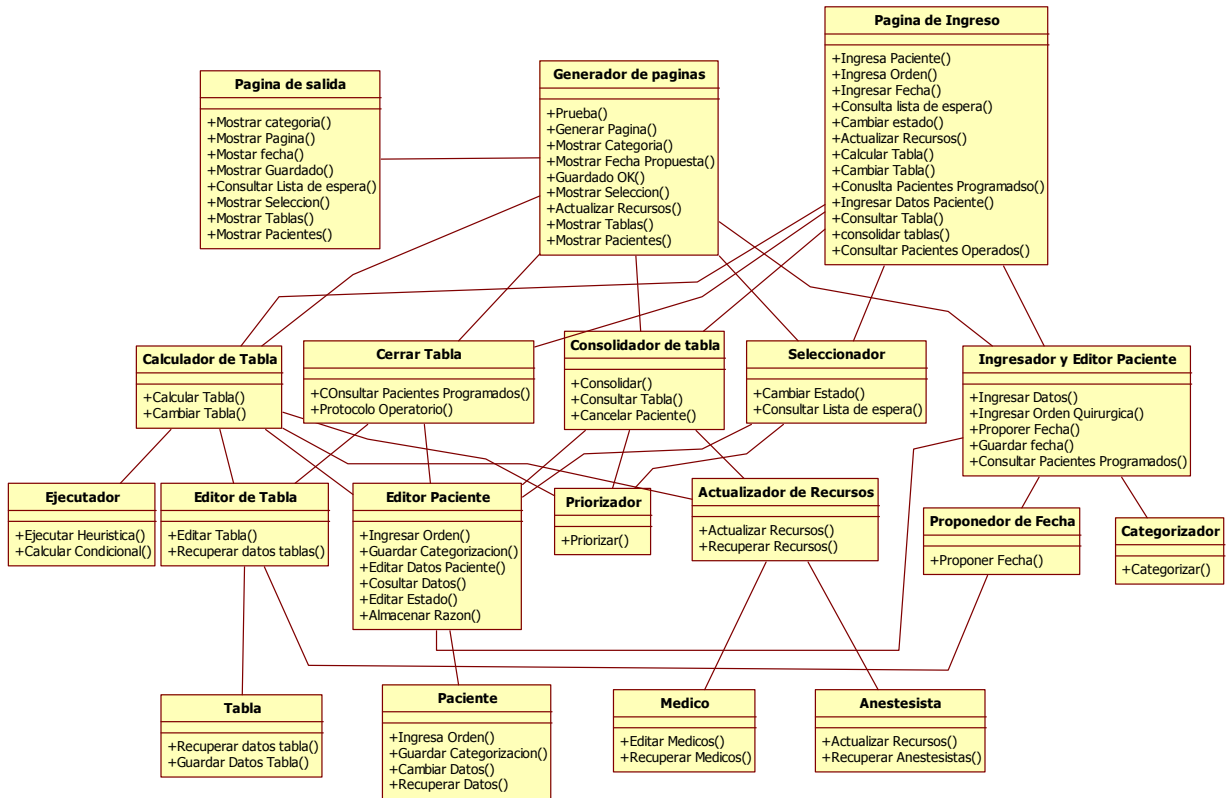 Pagina de Ingreso
+Ingresa Paciente()
+Ingresa Orden()
+Ingresar Fecha()
+Consulta lista de espera()
+Cambiar estado()
+Actualizar Recursos()
+Calcular Tabla()
+Cambiar Tabla()
+Conuslta Pacientes Programadso()
+Ingresar Datos Paciente()
+Consultar Tabla()
+consolidar tablas()
+Consultar Pacientes Operados()
Generador de paginas
+Prueba()
+Generar Pagina()
+Mostrar Categoria()
+Mostrar Fecha Propuesta()
+Guardado OK()
+Mostrar Seleccion()
+Actualizar Recursos()
+Mostrar Tablas()
+Mostrar Pacientes()
Pagina de salida
+Mostrar categoria()
+Mostrar Pagina()
+Mostar fecha()
+Mostrar Guardado()
+Consultar Lista de espera()
+Mostrar Seleccion()
+Mostrar Tablas()
+Mostrar Pacientes()
Calculador de Tabla
+Calcular Tabla()
+Cambiar Tabla()
Cerrar Tabla
+COnsultar Pacientes Programados()
+Protocolo Operatorio()
Consolidador de tabla
+Consolidar()
+Consultar Tabla()
+Cancelar Paciente()
Seleccionador
+Cambiar Estado()
+Consultar Lista de espera()
Ingresador y Editor Paciente
+Ingresar Datos()
+Ingresar Orden Quirurgica()
+Proporer Fecha()
+Guardar fecha()
+Consultar Pacientes Programados()
Ejecutador
+Ejecutar Heuristica()
+Calcular Condicional()
Editor de Tabla
+Editar Tabla()
+Recuperar datos tablas()
Editor Paciente
+Ingresar Orden()
+Guardar Categorizacion()
+Editar Datos Paciente()
+Cosultar Datos()
+Editar Estado()
+Almacenar Razon()
Priorizador
+Priorizar()
Actualizador de Recursos
+Actualizar Recursos()
+Recuperar Recursos()
Proponedor de Fecha
+Proponer Fecha()
Categorizador
+Categorizar()
Tabla
+Recuperar datos tabla()
+Guardar Datos Tabla()
Paciente
+Ingresa Orden()
+Guardar Categorizacion()
+Cambiar Datos()
+Recuperar Datos()
Medico
+Editar Medicos()
+Recuperar Medicos()
Anestesista
+Actualizar Recursos()
+Recuperar Anestesistas()